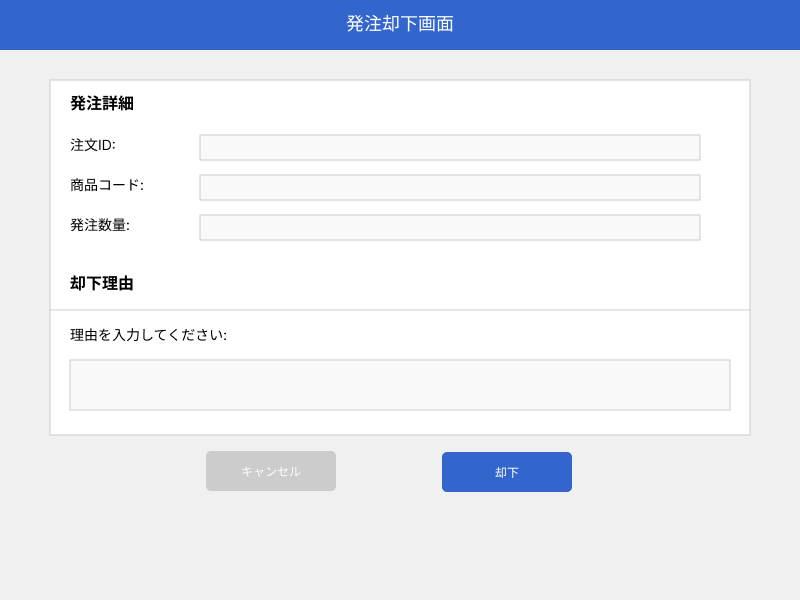 発注却下画面
発注詳細
注文ID:
商品コード:
発注数量:
却下理由
理由を入力してください:
キャンセル
却下